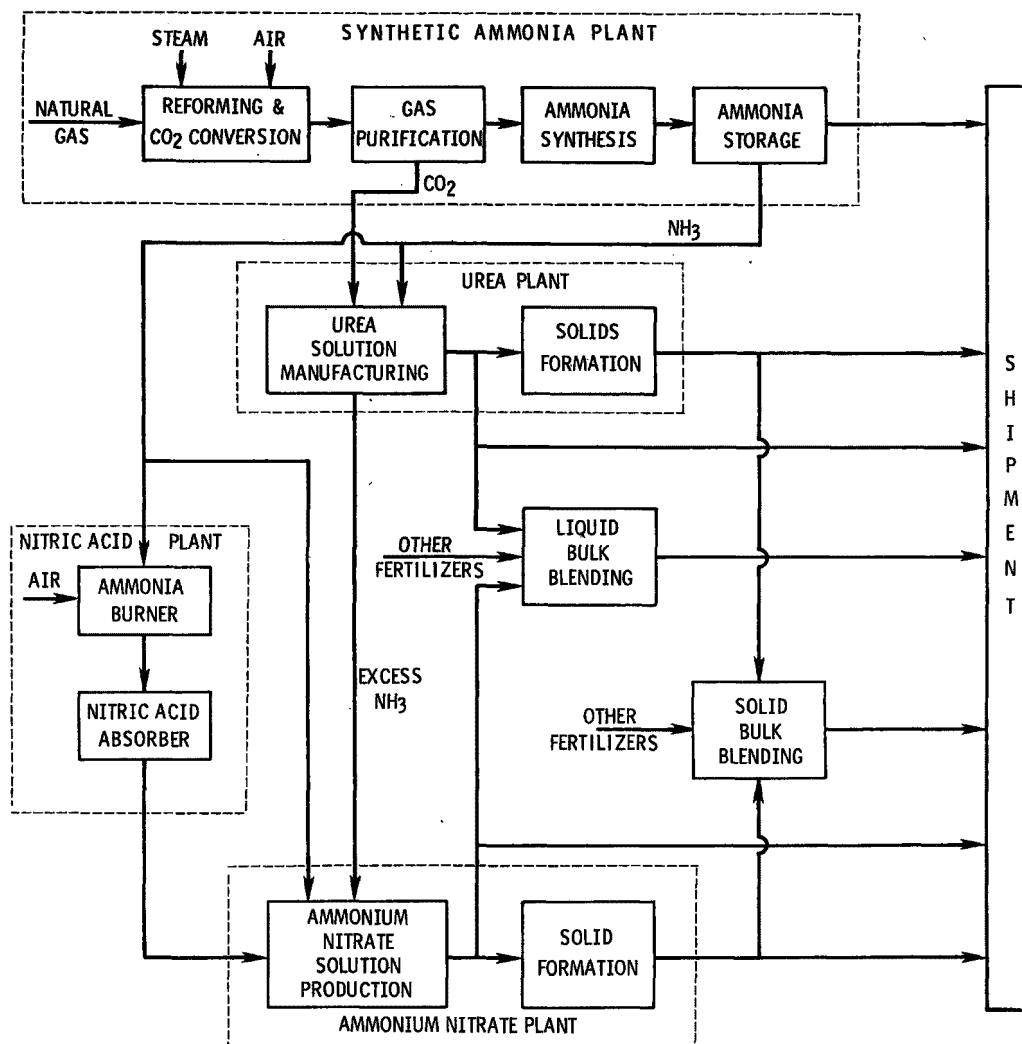 SYNTHETIC AMMONIA PLANT
STEAM
AIR
NATURAL
GAS
REFORMING &
CO₂ CONVERSION
GAS
PURIFICATION
AMMONIA
SYNTHESIS
AMMONIA
STORAGE
CO₂
NH₃
UREA PLANT
UREA
SOLUTION
MANUFACTURING
SOLIDS
FORMATION
SHIPMENT
NITRIC ACID PLANT
AIR
AMMONIA
BURNER
NITRIC ACID
ABSORBER
OTHER
FERTILIZERS
LIQUID
BULK
BLENDING
EXCESS
NH₃
OTHER
FERTILIZERS
SOLID
BULK
BLENDING
AMMONIUM
NITRATE
SOLUTION
PRODUCTION
SOLID
FORMATION
AMMONIUM NITRATE PLANT